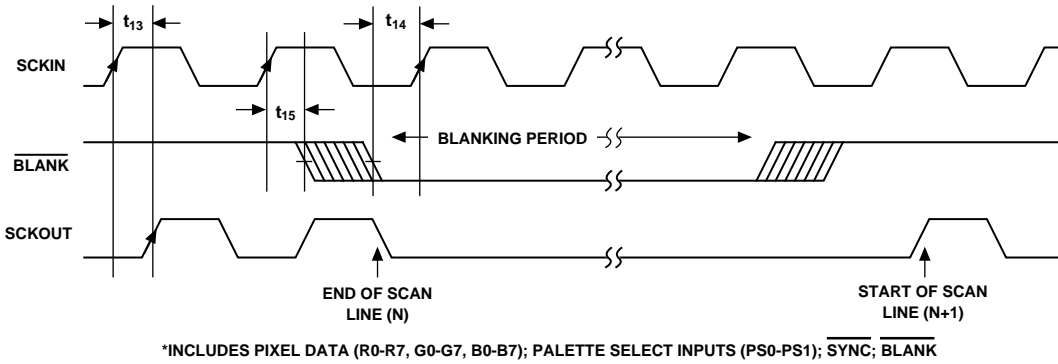 t13
t14
SCKIN
t15
BLANKING PERIOD
BLANK
SCKOUT
END OF SCAN
LINE (N)
START OF SCAN
LINE (N+1)
*INCLUDES PIXEL DATA (R0-R7, G0-G7, B0-B7); PALETTE SELECT INPUTS (PS0-PS1); SYNC; BLANK